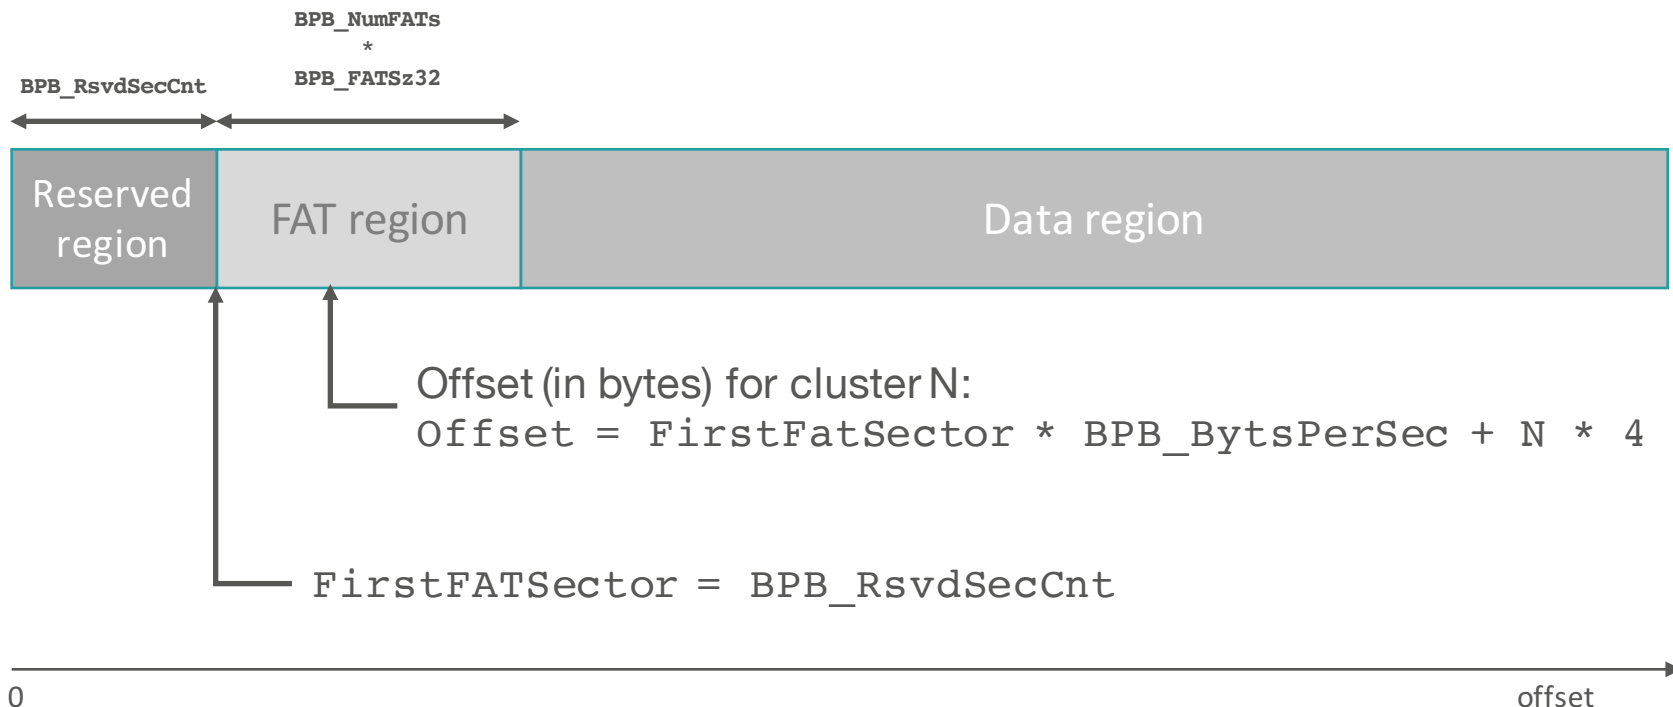 BPB_NumFATs
*
BPB_FATSz32
BPB_RsvdSecCnt
Reserved
region
FAT region
Data region
Offset (in bytes) for cluster N:
Offset = FirstFatSector * BPB_BytsPerSec + N * 4
FirstFATSector = BPB_RsvdSecCnt
0
offset